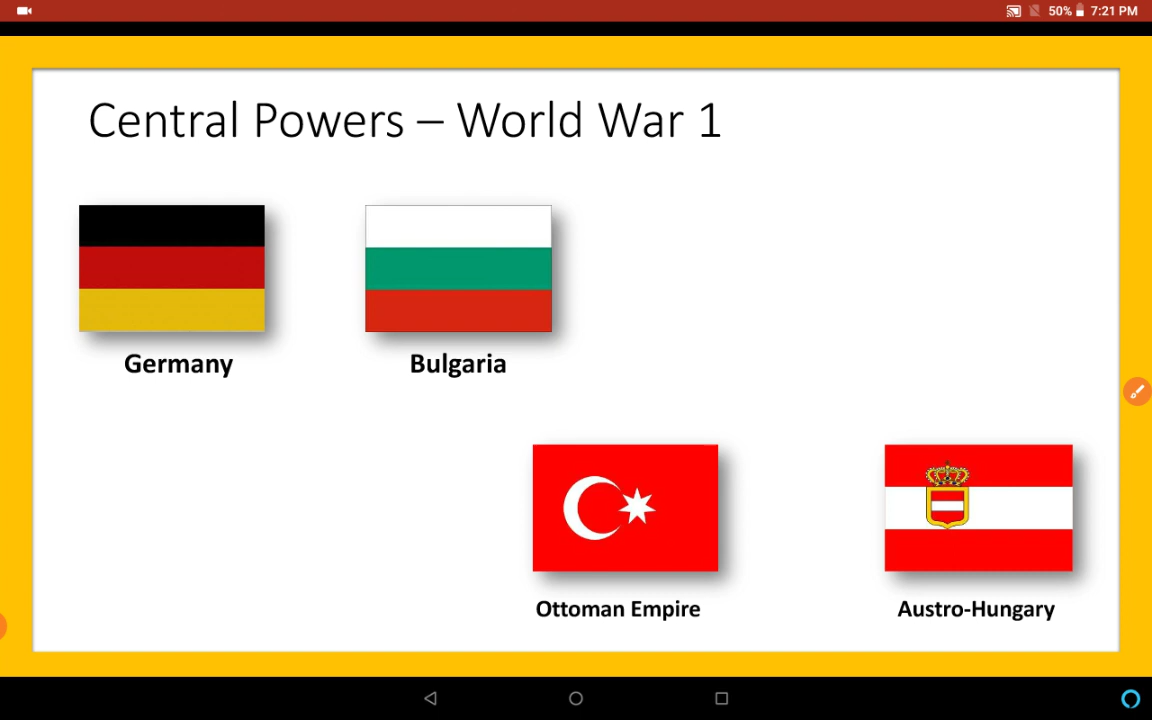 50% 7:21 PM
Central Powers – World War 1
Germany
Bulgaria
Ottoman Empire
Austro-Hungary